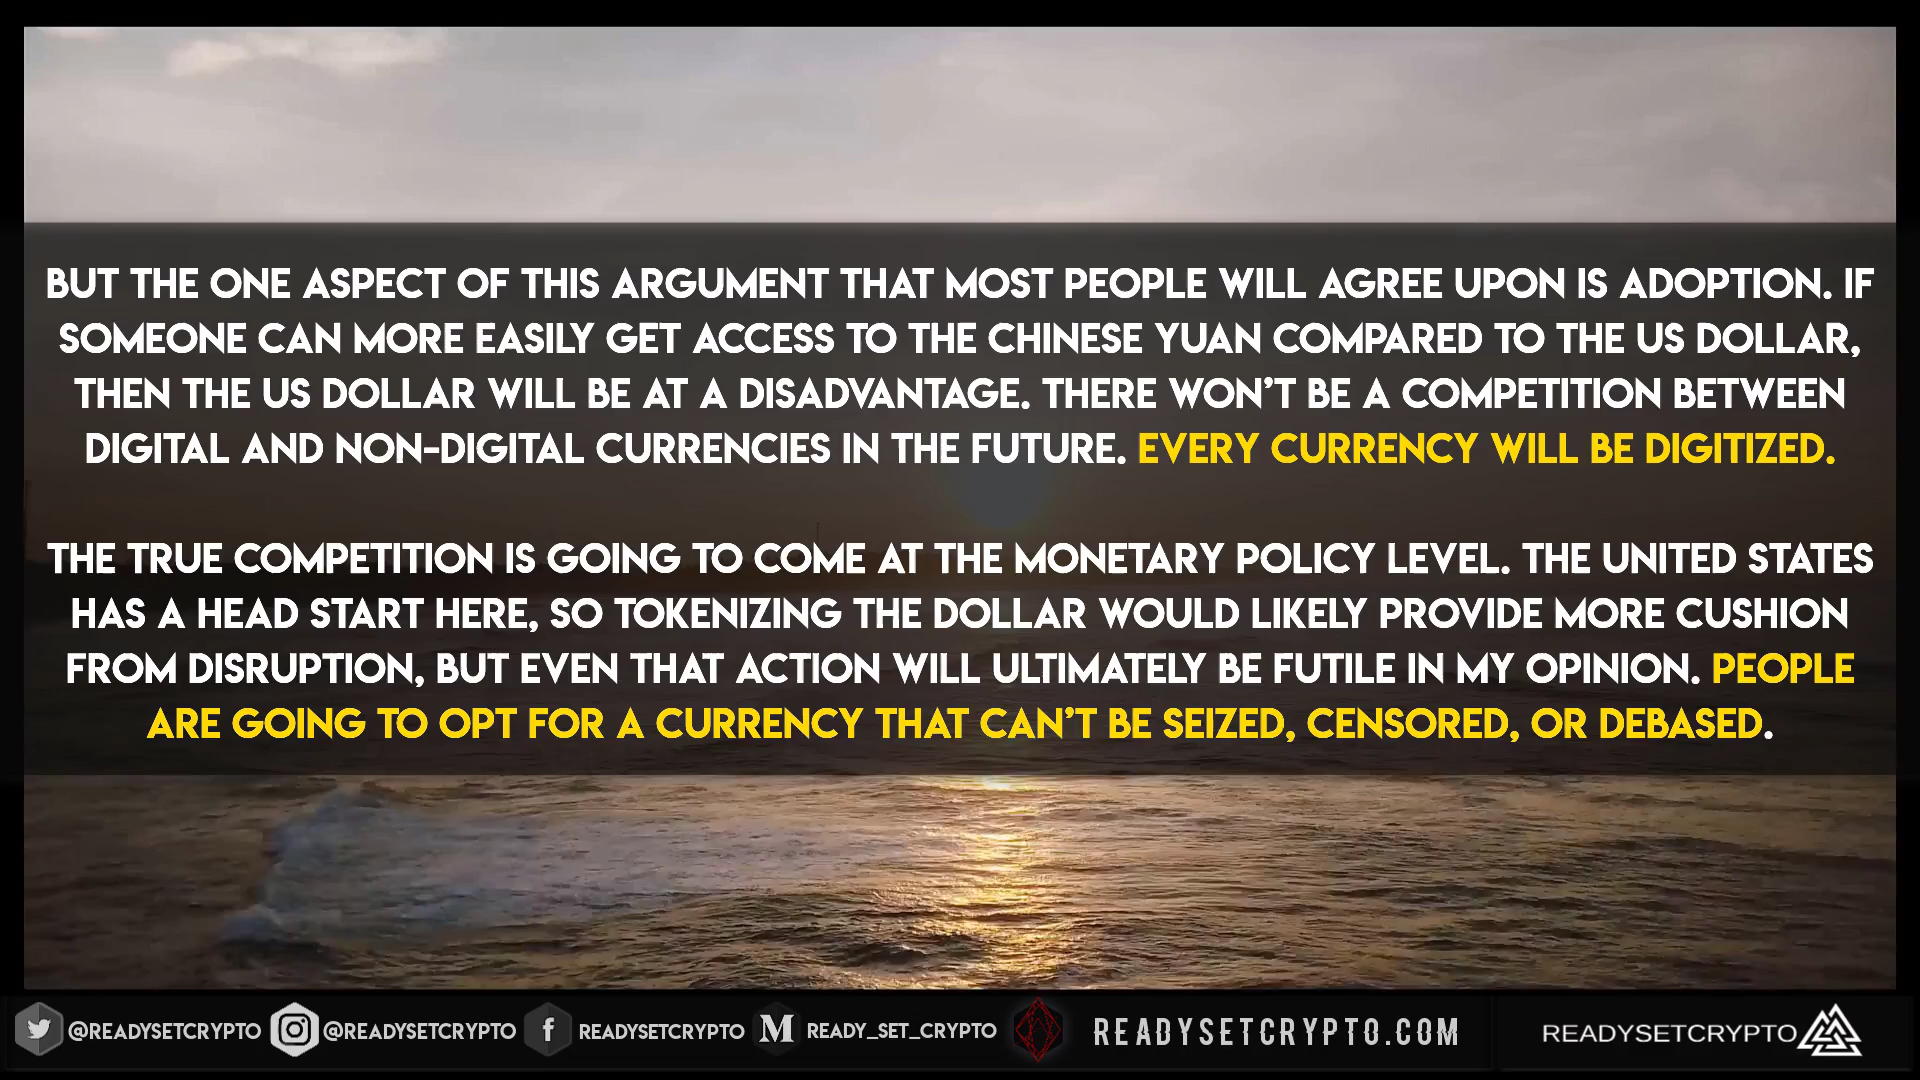 BUT THE ONE ASPECT OF THIS ARGUMENT THAT MOST PEOPLE WILL AGREE UPON IS ADOPTION. IF
SOMEONE CAN MORE EASILY GET ACCESS TO THE CHINESE YUAN COMPARED TO THE US DOLLAR,
THEN THE US DOLLAR WILL BE AT A DISADVANTAGE. THERE WON'T BE A COMPETITION BETWEEN
DIGITAL AND NON-DIGITAL CURRENCIES IN THE FUTURE. EVERY CURRENCY WILL BE DIGITIZED.
THE TRUE COMPETITION IS GOING TO COME AT THE MONETARY POLICY LEVEL. THE UNITED STATES
HAS A HEAD START HERE, SO TOKENIZING THE DOLLAR WOULD LIKELY PROVIDE MORE CUSHION
FROM DISRUPTION, BUT EVEN THAT ACTION WILL ULTIMATELY BE FUTILE IN MY OPINION. PEOPLE
ARE GOING TO OPT FOR A CURRENCY THAT CAN'T BE SEIZED, CENSORED, OR DEBASED.
@READYSETCRYPTO @READYSETCRYPTO f READYSETCRYPTO M READY_SET_CRYPTO READYSETCRYPTO.COM READYSETCRYPTO